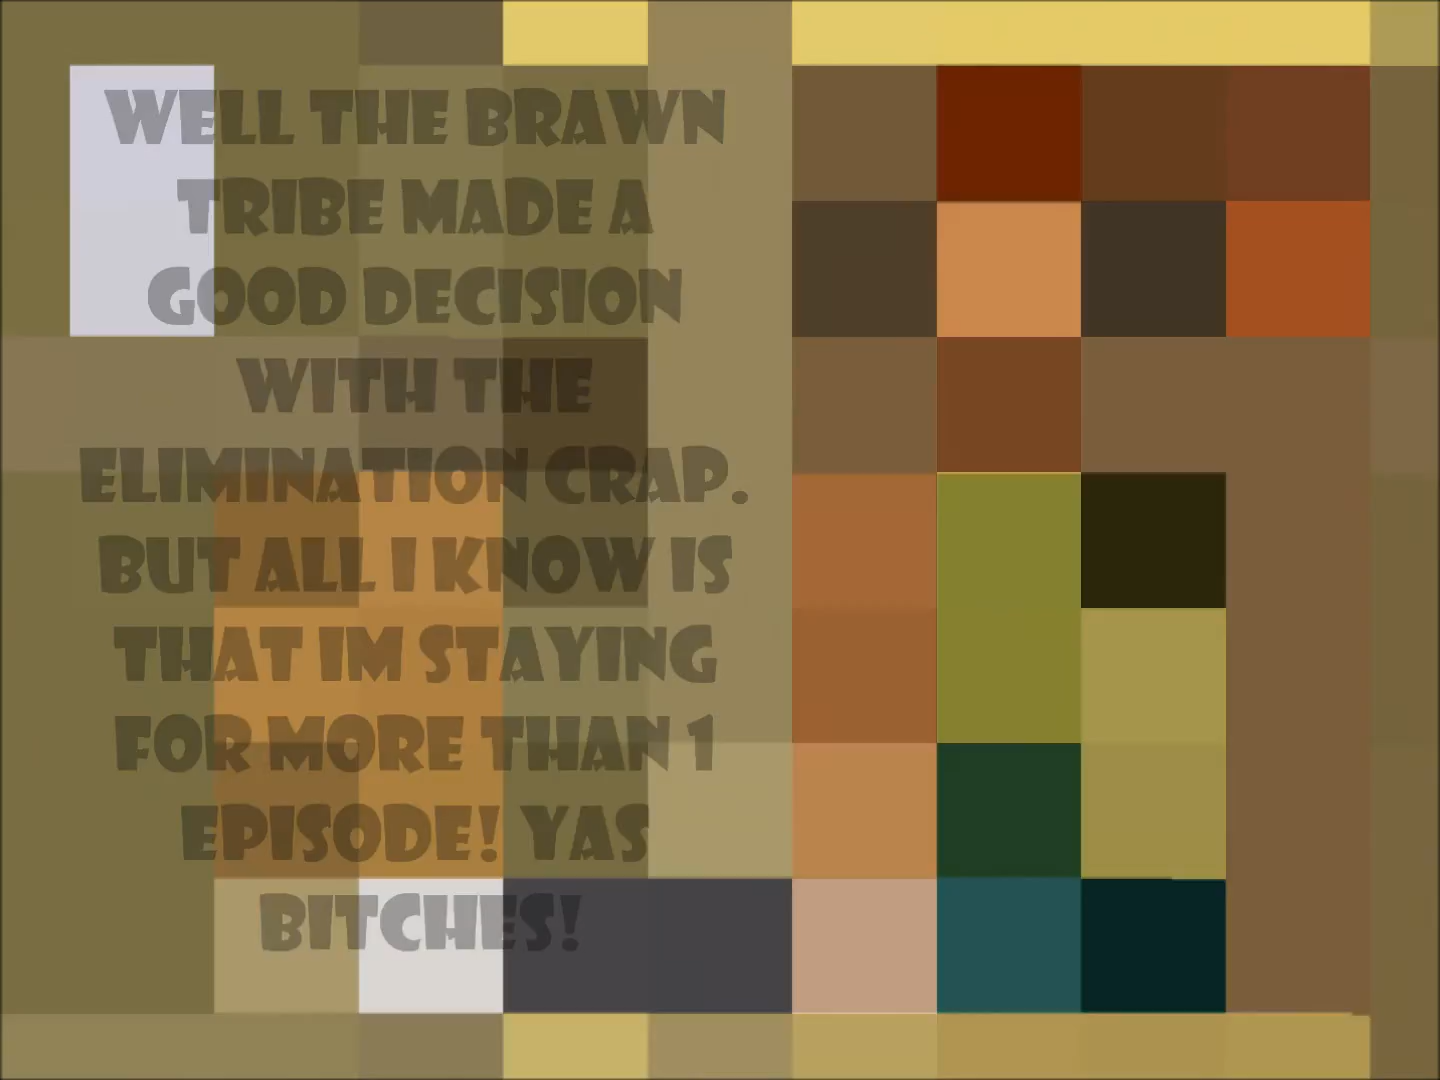 WELL THE BRAWN
TRIBE MADE A
GOOD DECISION
WITH THE
ELIMINATION CRAP.
BUT ALL I KNOW IS
THAT IM STAYING
FOR MORE THAN 1
EPISODE! YAS
BITCHES!